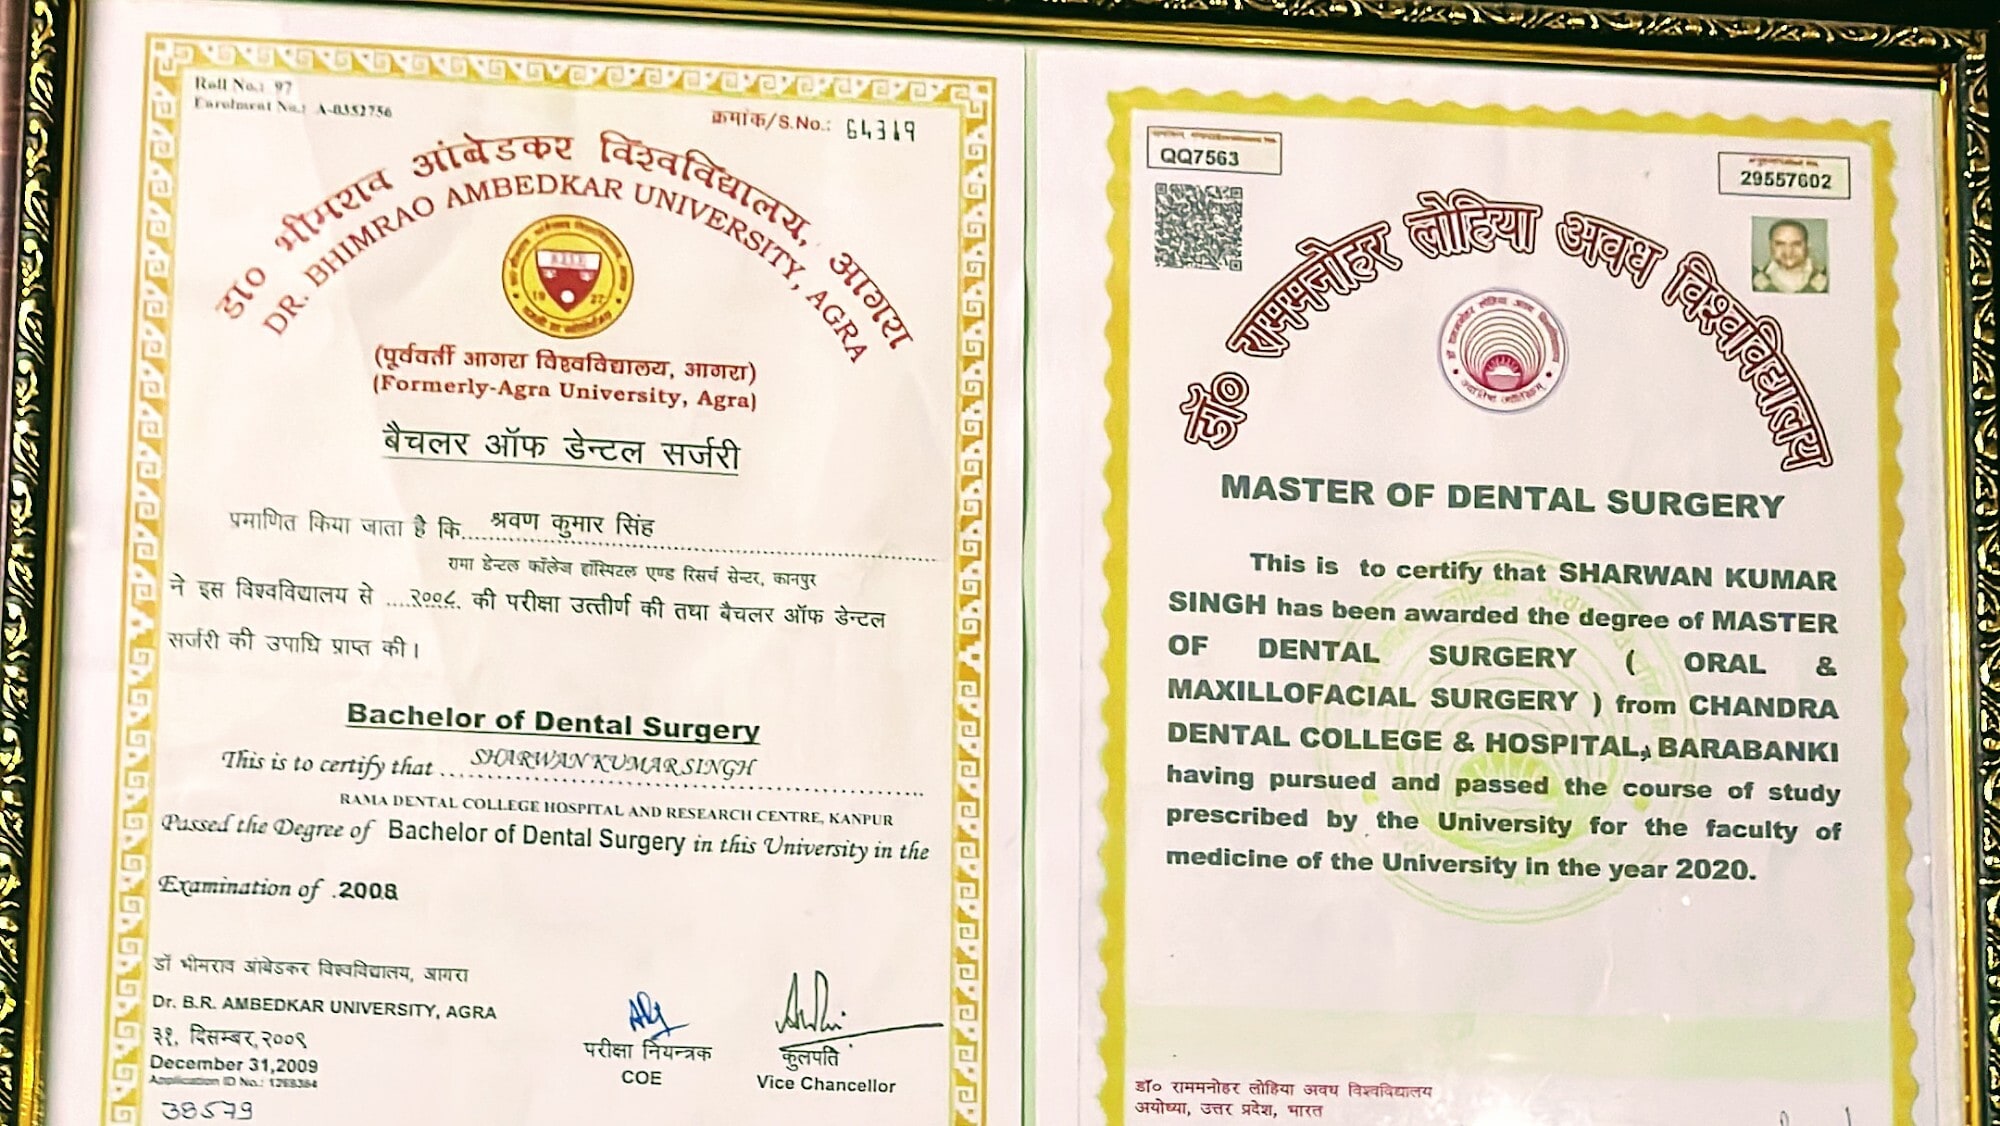 Roll No.: 97
Enrolment No.: A-0352756
क्रमांक/S.No.: 64319
डा० भीमराव आंबेडकर विश्वविद्यालय, आगरा
DR. BHIMRAO AMBEDKAR UNIVERSITY, AGRA
1927
(पूर्ववर्ती आगरा विश्वविद्यालय, आगरा)
(Formerly-Agra University, Agra)
बैचलर ऑफ डेन्टल सर्जरी
प्रमाणित किया जाता है कि श्रवण कुमार सिंह
रामा डेन्टल कॉलेज हॉस्पिटल एण्ड रिसर्च सेन्टर, कानपुर
ने इस विश्वविद्यालय से २००८ की परीक्षा उत्तीर्ण की तथा बैचलर ऑफ डेन्टल
सर्जरी की उपाधि प्राप्त की।
Bachelor of Dental Surgery
This is to certify that SHARWAN KUMAR SINGH
RAMA DENTAL COLLEGE HOSPITAL AND RESEARCH CENTRE, KANPUR
Passed the Degree of Bachelor of Dental Surgery in this University in the
Examination of .2008
डॉ भीमराव आंबेडकर विश्वविद्यालय, आगरा
Dr. B.R. AMBEDKAR UNIVERSITY, AGRA
३१, दिसम्बर,२००९
December 31,2009
Application ID No.: 1268384
38579
परीक्षा नियन्त्रक
COE
कुलपति
Vice Chancellor
QQ7563
29557602
डॉ० राममनोहर लोहिया अवध विश्वविद्यालय
MASTER OF DENTAL SURGERY
This is to certify that SHARWAN KUMAR
SINGH has been awarded the degree of MASTER
OF DENTAL SURGERY ( ORAL &
MAXILLOFACIAL SURGERY ) from CHANDRA
DENTAL COLLEGE & HOSPITAL, BARABANKI
having pursued and passed the course of study
prescribed by the University for the faculty of
medicine of the University in the year 2020.
डॉ० राममनोहर लोहिया अवध विश्वविद्यालय
अयोध्या, उत्तर प्रदेश, भारत